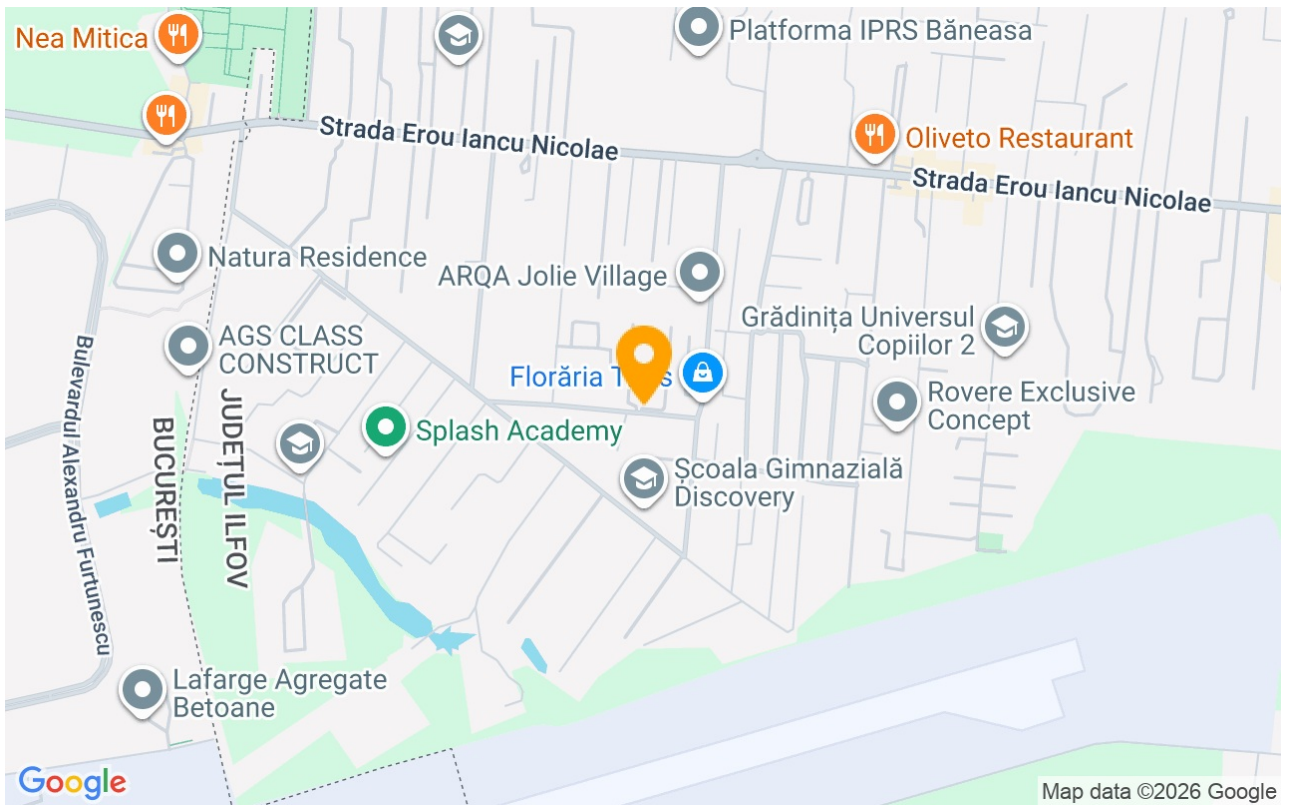 Nea Mitica
Platforma IPRS Băneasa
Strada Erou Iancu Nicolae
Oliveto Restaurant
Strada Erou Iancu Nicolae
Natura Residence
ARQA Jolie Village
Grădinița Universul
Copiilor 2
AGS CLASS
CONSTRUCT
Florăria
Rovere Exclusive
Concept
Splash Academy
Școala Gimnazială
Discovery
Bulevardul Alexandru Furtunescu
BUCUREȘTI
JUDEȚUL ILFOV
Lafarge Agregate
Betoane
Google
Map data ©2026 Google